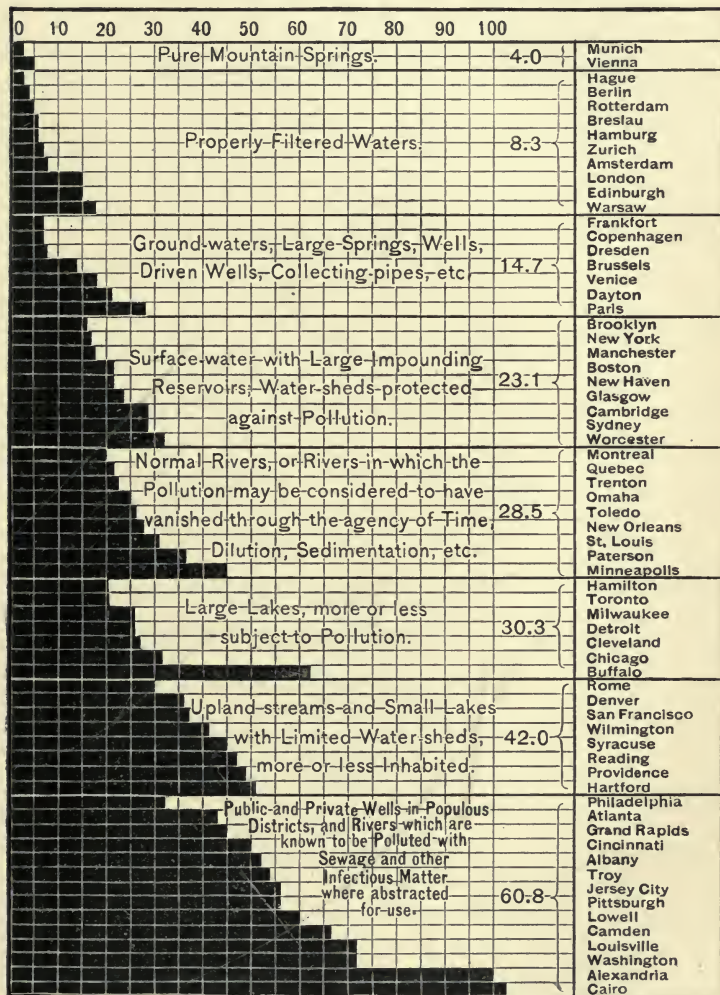 0 10 20 30 40 50 60 70 80 90 100
Pure Mountain Springs. 4.0
Munich
Vienna
Properly Filtered Waters. 8.3
Hague
Berlin
Rotterdam
Breslau
Hamburg
Zurich
Amsterdam
London
Edinburgh
Warsaw
Ground-waters, Large Springs, Wells,
Driven Wells, Collecting-pipes, etc. 14.7
Frankfort
Copenhagen
Dresden
Brussels
Venice
Dayton
Paris
Surface-water with Large Impounding
Reservoirs; Water-sheds protected 23.1
against Pollution.
Brooklyn
New York
Manchester
Boston
New Haven
Glasgow
Cambridge
Sydney
Worcester
Normal Rivers, or Rivers in which the
Pollution may be considered to have
vanished through the agency of Time, 28.5
Dilution, Sedimentation, etc.
Montreal
Quebec
Trenton
Omaha
Toledo
New Orleans
St. Louis
Paterson
Minneapolis
Large Lakes, more or less
subject to Pollution. 30.3
Hamilton
Toronto
Milwaukee
Detroit
Cleveland
Chicago
Buffalo
Upland streams and Small Lakes
with Limited Water-sheds, 42.0
more or less Inhabited.
Rome
Denver
San Francisco
Wilmington
Syracuse
Reading
Providence
Hartford
Public and Private Wells in Populous
Districts, and Rivers which are
known to be Polluted with
Sewage and other
Infectious Matter
where abstracted 60.8
for use.
Philadelphia
Atlanta
Grand Rapids
Cincinnati
Albany
Troy
Jersey City
Pittsburgh
Lowell
Camden
Louisville
Washington
Alexandria
Cairo